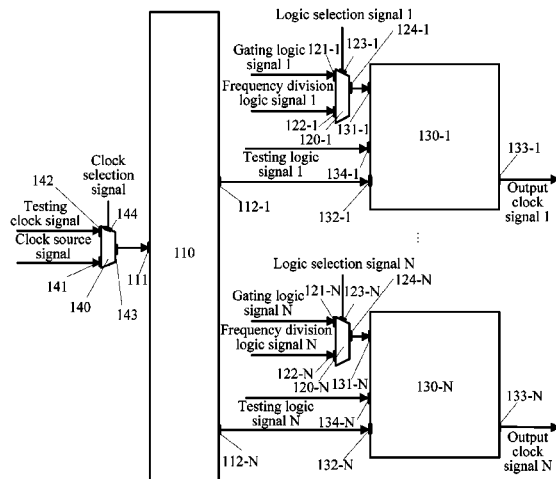 Logic selection signal 1
123-1
124-1
Gating logic
signal 1
121-1
Frequency division
logic signal 1
122-1
120-1
131-1
130-1
133-1
Testing logic
signal 1
134-1
112-1
132-1
Output
clock signal 1
Clock
selection
signal
142
144
Testing
clock signal
Clock source
signal
141
140
143
111
110
...
Logic selection signal N
123-N
124-N
Gating logic
signal N
121-N
Frequency division
logic signal N
122-N
120-N
131-N
130-N
133-N
Testing logic
signal N
134-N
112-N
132-N
Output
clock signal N